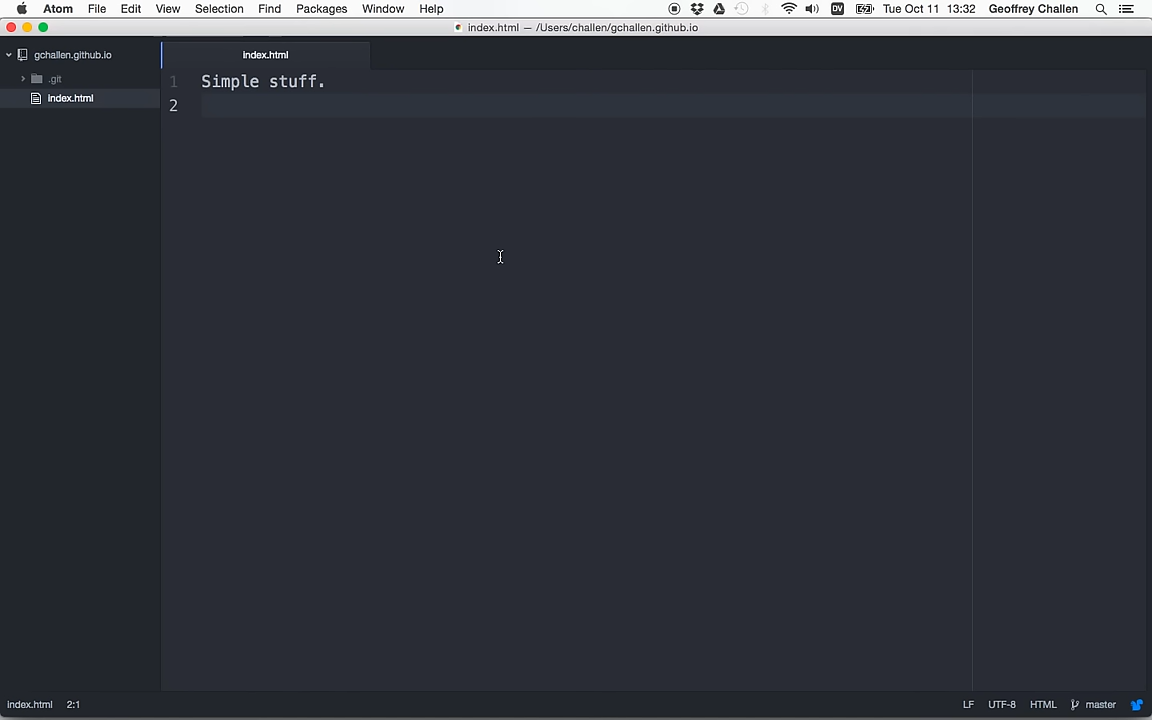 Atom File Edit View Selection Find Packages Window Help DV Tue Oct 11 13:32 Geoffrey Challen
index.html — /Users/challen/gchallen.github.io
gchallen.github.io
index.html
.git
index.html
1 Simple stuff.
2
index.html 2:1 LF UTF-8 HTML master